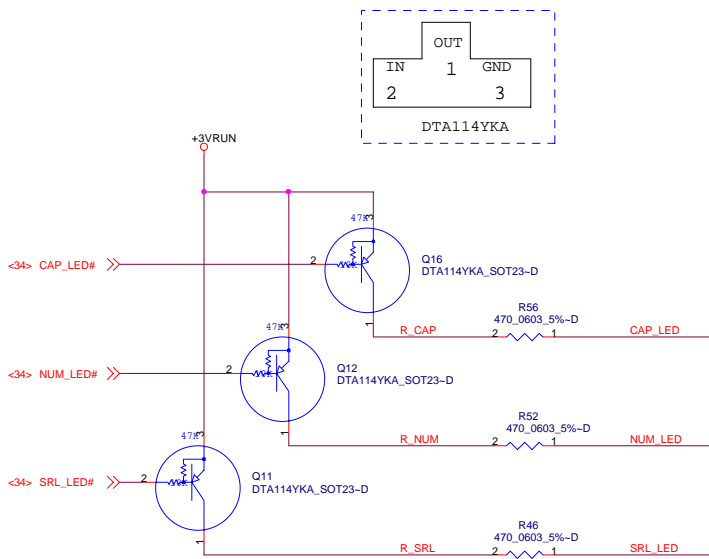 OUT
IN
1
GND
2
3
DTA114YKA
+3VRUN
47K
3
<34> CAP_LED#
2
Q16
DTA114YKA_SOT23~D
1
R_CAP
R56
470_0603_5%~D
2
1
CAP_LED
47K
3
<34> NUM_LED#
2
Q12
DTA114YKA_SOT23~D
1
R_NUM
R52
470_0603_5%~D
2
1
NUM_LED
47K
3
<34> SRL_LED#
2
Q11
DTA114YKA_SOT23~D
1
R_SRL
R46
470_0603_5%~D
2
1
SRL_LED